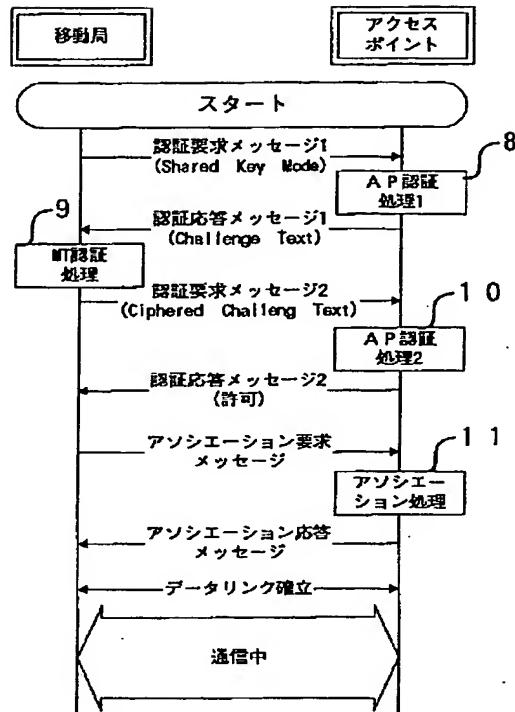 移動局
アクセス
ポイント
スタート
認証要求メッセージ1
(Shared Key Mode)
8
AP認証
処理1
認証応答メッセージ1
(Challenge Text)
9
MT認証
処理
認証要求メッセージ2
(Ciphered Challeng Text)
10
AP認証
処理2
認証応答メッセージ2
(許可)
アソシエーション要求
メッセージ
11
アソシエー
ション処理
アソシエーション応答
メッセージ
データリンク確立
通信中